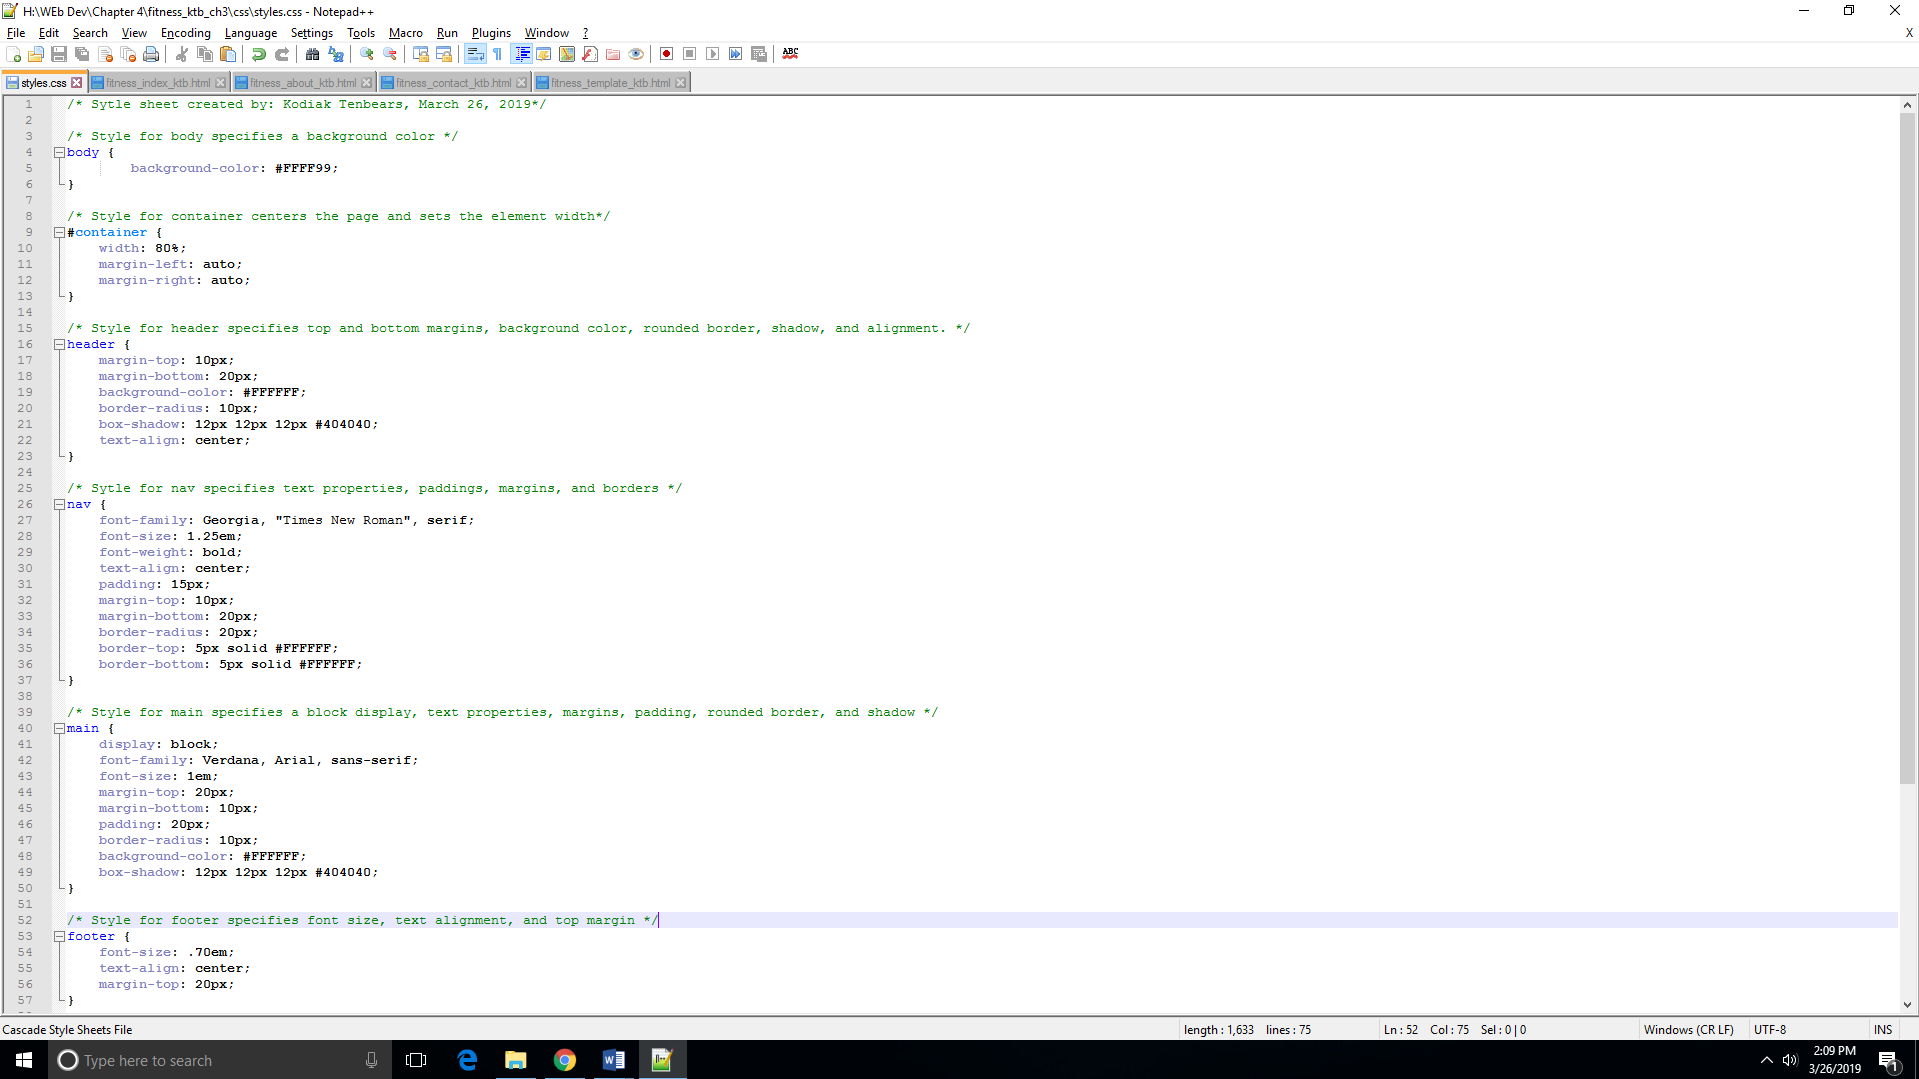 H:\WEb Dev\Chapter 4\fitness_ktb_ch3\css\styles.css - Notepad++
File Edit Search View Encoding Language Settings Tools Macro Run Plugins Window ? X
ABC
styles.css fitness_index_ktb.html fitness_about_ktb.html fitness_contact_ktb.html fitness_template_ktb.html
1 /* Sytle sheet created by: Kodiak Tenbears, March 26, 2019*/
2
3 /* Style for body specifies a background color */
4 body {
5 background-color: #FFFF99;
6 }
7
8 /* Style for container centers the page and sets the element width*/
9 #container {
10 width: 80%;
11 margin-left: auto;
12 margin-right: auto;
13 }
14
15 /* Style for header specifies top and bottom margins, background color, rounded border, shadow, and alignment. */
16 header {
17 margin-top: 10px;
18 margin-bottom: 20px;
19 background-color: #FFFFFF;
20 border-radius: 10px;
21 box-shadow: 12px 12px 12px #404040;
22 text-align: center;
23 }
24
25 /* Sytle for nav specifies text properties, paddings, margins, and borders */
26 nav {
27 font-family: Georgia, "Times New Roman", serif;
28 font-size: 1.25em;
29 font-weight: bold;
30 text-align: center;
31 padding: 15px;
32 margin-top: 10px;
33 margin-bottom: 20px;
34 border-radius: 20px;
35 border-top: 5px solid #FFFFFF;
36 border-bottom: 5px solid #FFFFFF;
37 }
38
39 /* Style for main specifies a block display, text properties, margins, padding, rounded border, and shadow */
40 main {
41 display: block;
42 font-family: Verdana, Arial, sans-serif;
43 font-size: 1em;
44 margin-top: 20px;
45 margin-bottom: 10px;
46 padding: 20px;
47 border-radius: 10px;
48 background-color: #FFFFFF;
49 box-shadow: 12px 12px 12px #404040;
50 }
51
52 /* Style for footer specifies font size, text alignment, and top margin */
53 footer {
54 font-size: .70em;
55 text-align: center;
56 margin-top: 20px;
57 }
Cascade Style Sheets File length : 1,633 lines : 75 Ln : 52 Col : 75 Sel : 0 | 0 Windows (CR LF) UTF-8 INS
Type here to search
2:09 PM
3/26/2019
1